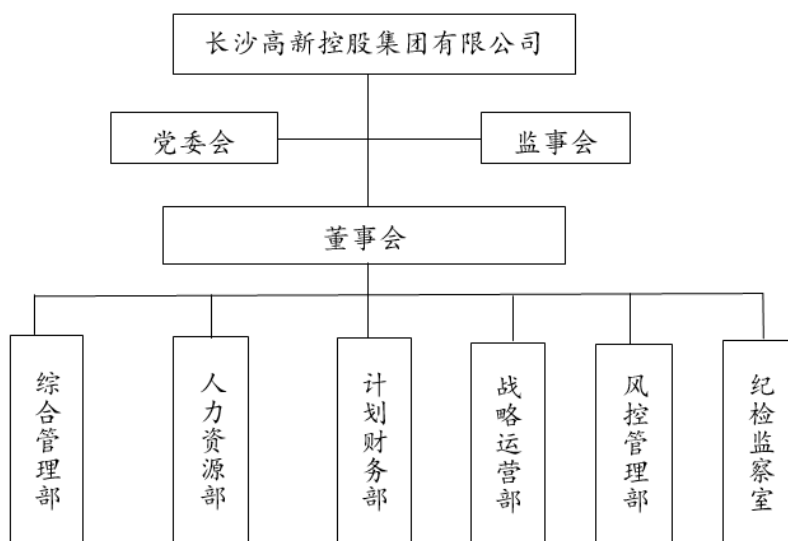 长沙高新控股集团有限公司
党委会
监事会
董事会
综合管理部
人力资源部
计划财务部
战略运营部
风控管理部
纪检监察室